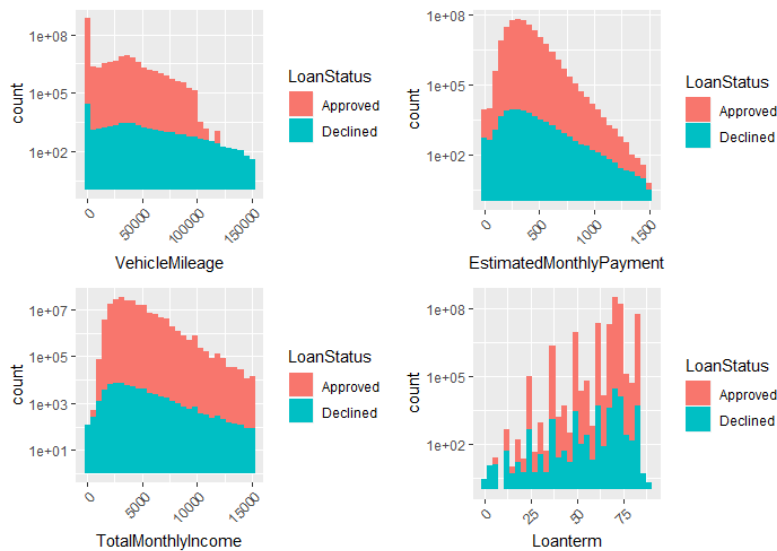 count
1e+08
1e+05
1e+02
0
50000
100000
150000
VehicleMileage
LoanStatus
Approved
Declined
count
1e+08
1e+05
1e+02
0
500
1000
1500
EstimatedMonthlyPayment
LoanStatus
Approved
Declined
count
1e+07
1e+05
1e+03
1e+01
0
5000
10000
15000
TotalMonthlyIncome
LoanStatus
Approved
Declined
count
1e+08
1e+05
1e+02
0
25
50
75
Loanterm
LoanStatus
Approved
Declined